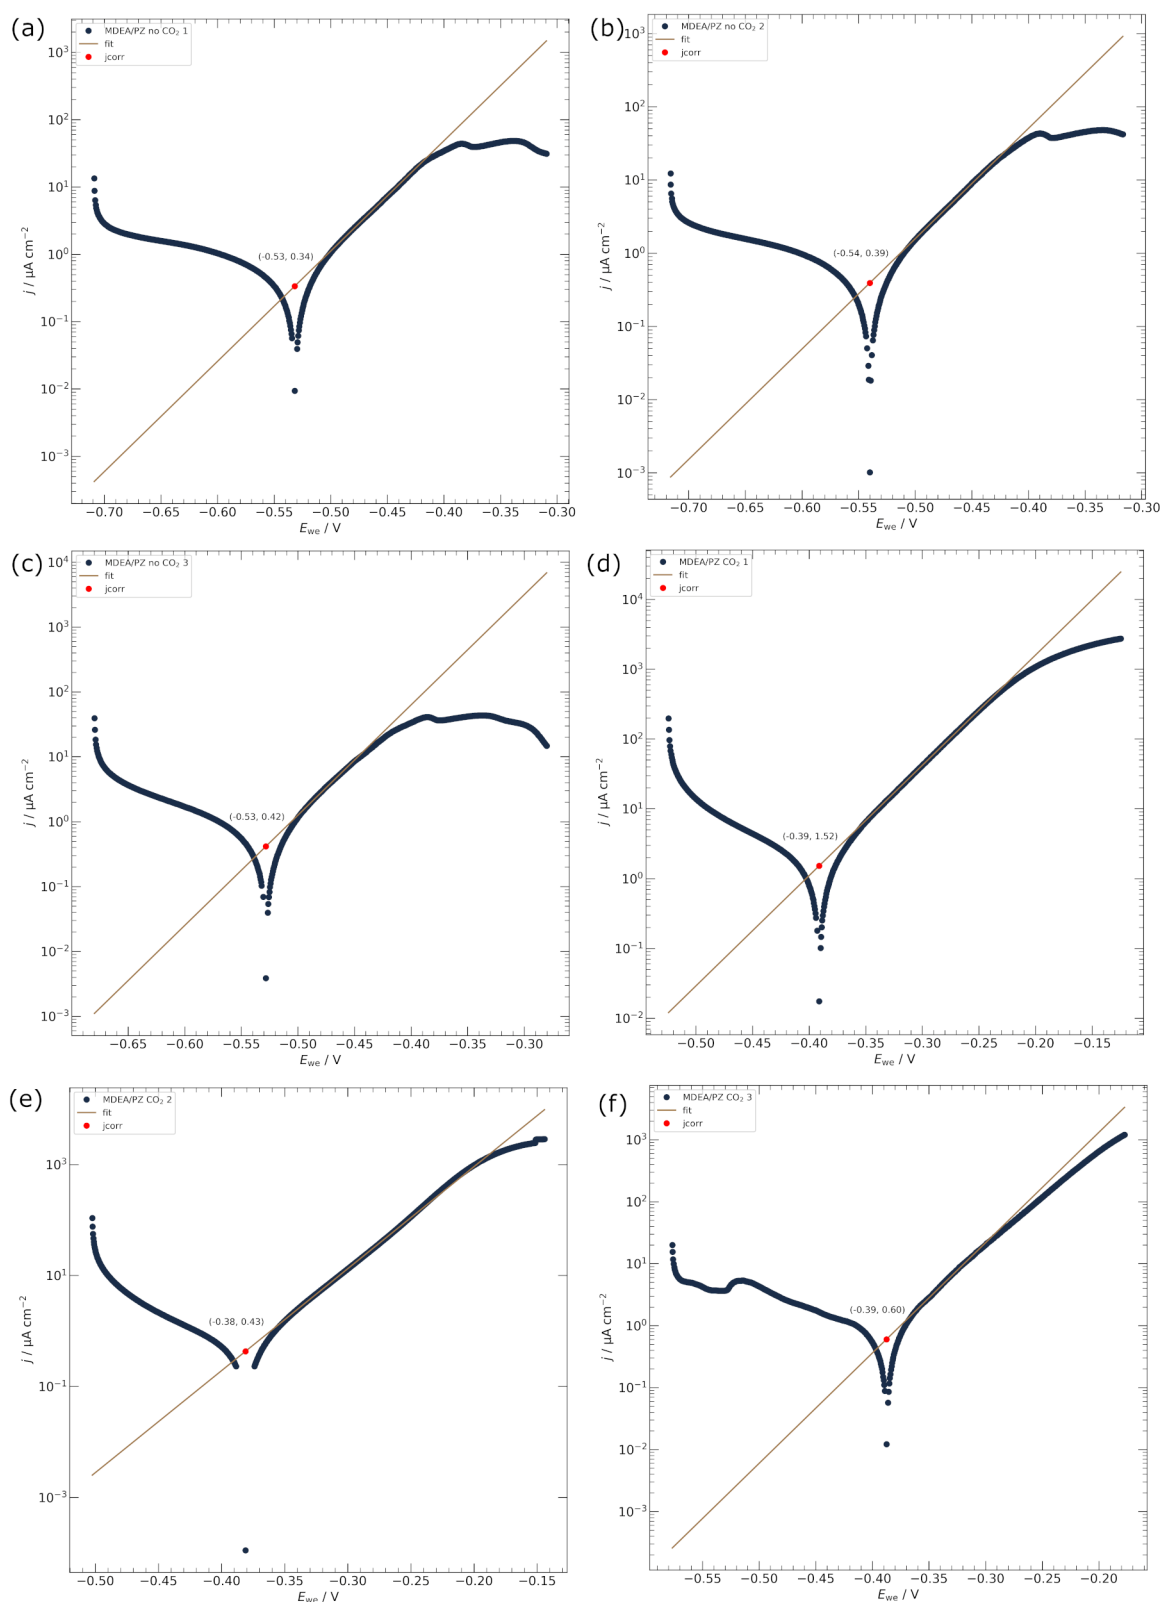 (a)
MDEA/PZ no CO₂ 1
fit
jcorr
10³
10²
10¹
10⁰
10⁻¹
10⁻²
10⁻³
j / µA cm⁻²
(-0.53, 0.34)
−0.70 −0.65 −0.60 −0.55 −0.50 −0.45 −0.40 −0.35 −0.30
E_we / V
(b)
MDEA/PZ no CO₂ 2
fit
jcorr
10³
10²
10¹
10⁰
10⁻¹
10⁻²
10⁻³
j / µA cm⁻²
(-0.54, 0.39)
−0.70 −0.65 −0.60 −0.55 −0.50 −0.45 −0.40 −0.35 −0.30
E_we / V
(c)
MDEA/PZ no CO₂ 3
fit
jcorr
10⁴
10³
10²
10¹
10⁰
10⁻¹
10⁻²
10⁻³
j / µA cm⁻²
(-0.53, 0.42)
−0.65 −0.60 −0.55 −0.50 −0.45 −0.40 −0.35 −0.30
E_we / V
(d)
MDEA/PZ CO₂ 1
fit
jcorr
10⁴
10³
10²
10¹
10⁰
10⁻¹
10⁻²
j / µA cm⁻²
(-0.39, 1.52)
−0.50 −0.45 −0.40 −0.35 −0.30 −0.25 −0.20 −0.15
E_we / V
(e)
MDEA/PZ CO₂ 2
fit
jcorr
10³
10¹
10⁻¹
10⁻³
j / µA cm⁻²
(-0.38, 0.43)
−0.50 −0.45 −0.40 −0.35 −0.30 −0.25 −0.20 −0.15
E_we / V
(f)
MDEA/PZ CO₂ 3
fit
jcorr
10³
10²
10¹
10⁰
10⁻¹
10⁻²
10⁻³
j / µA cm⁻²
(-0.39, 0.60)
−0.55 −0.50 −0.45 −0.40 −0.35 −0.30 −0.25 −0.20
E_we / V